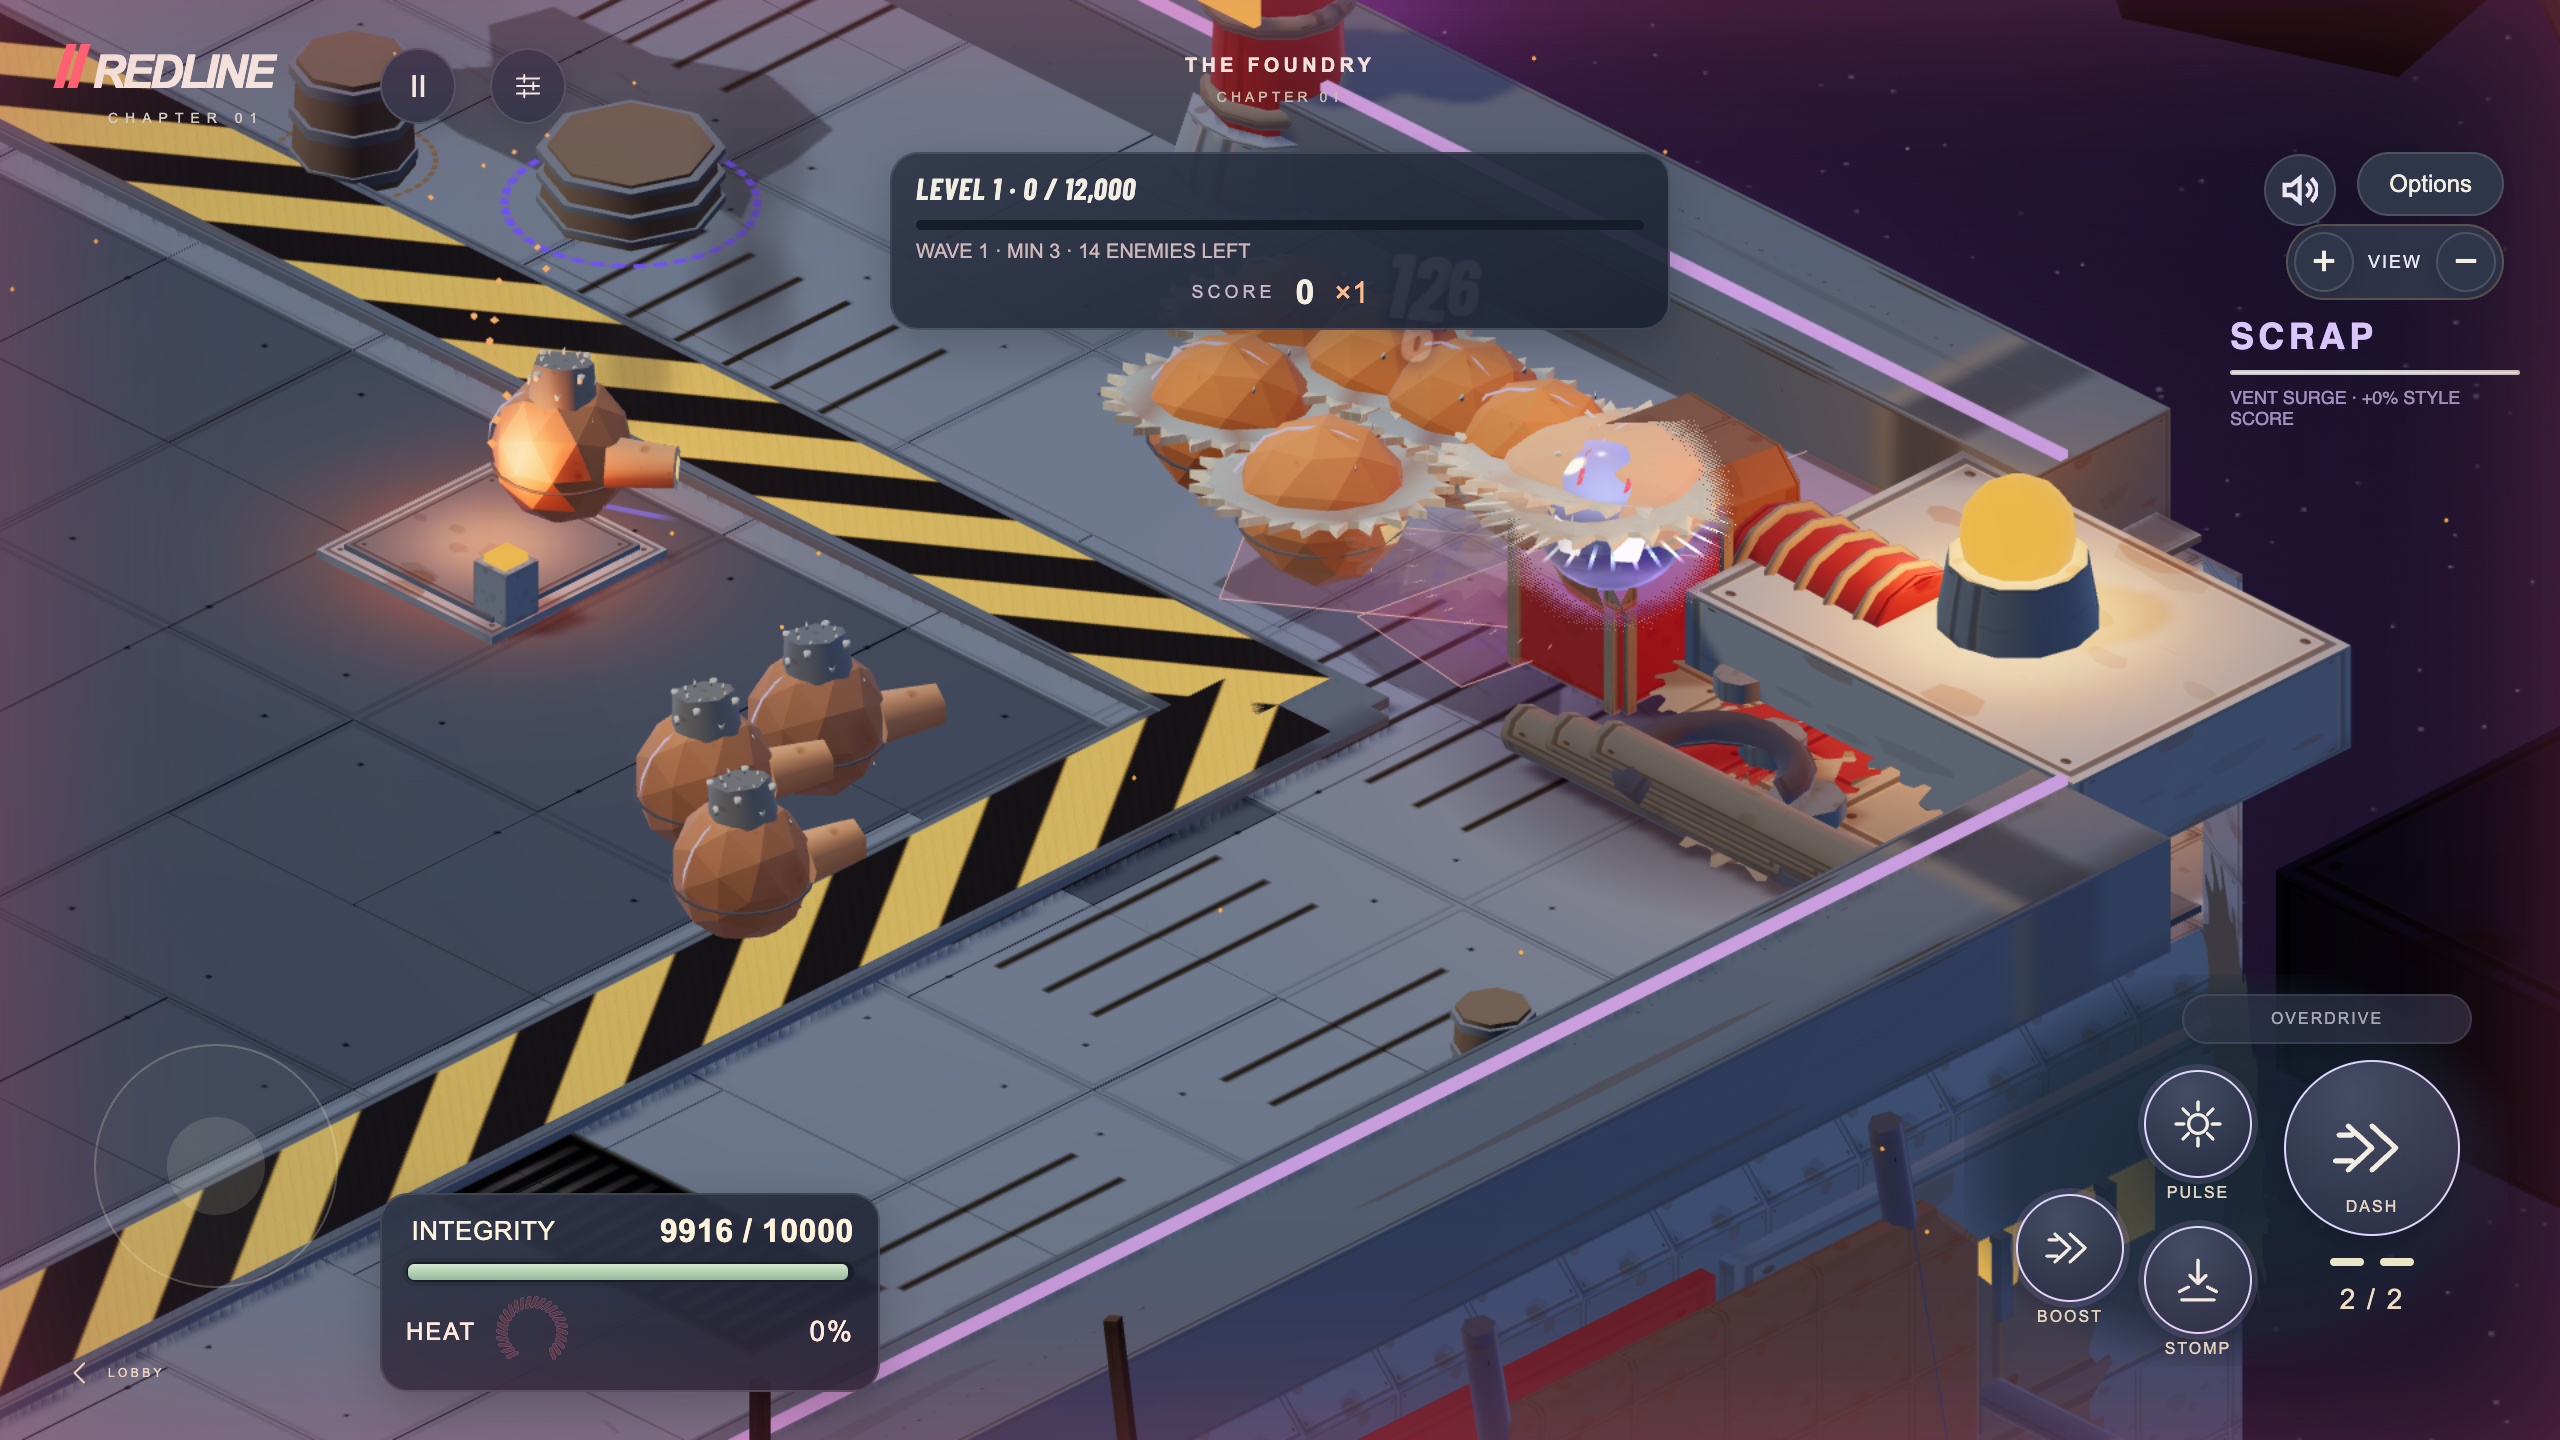 REDLINE
CHAPTER 01
THE FOUNDRY
CHAPTER 01
LEVEL 1 · 0 / 12,000
WAVE 1 · MIN 3 · 14 ENEMIES LEFT
SCORE 0 ×1
126
6
Options
+ VIEW −
SCRAP
VENT SURGE · +0% STYLE
SCORE
OVERDRIVE
PULSE
DASH
BOOST
STOMP
2 / 2
INTEGRITY 9916 / 10000
HEAT 0%
LOBBY